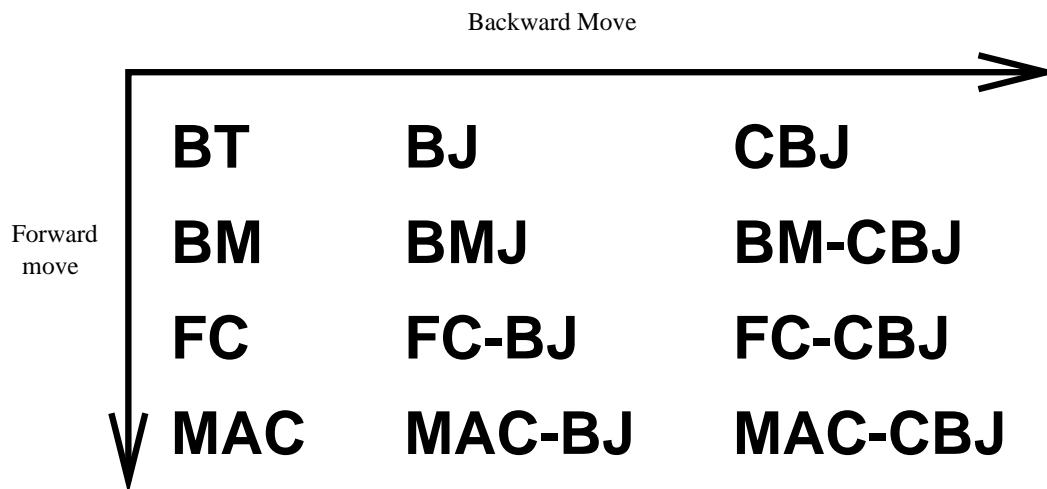 Backward Move
BT BJ CBJ
Forward
move
BM BMJ BM-CBJ
FC FC-BJ FC-CBJ
MAC MAC-BJ MAC-CBJ